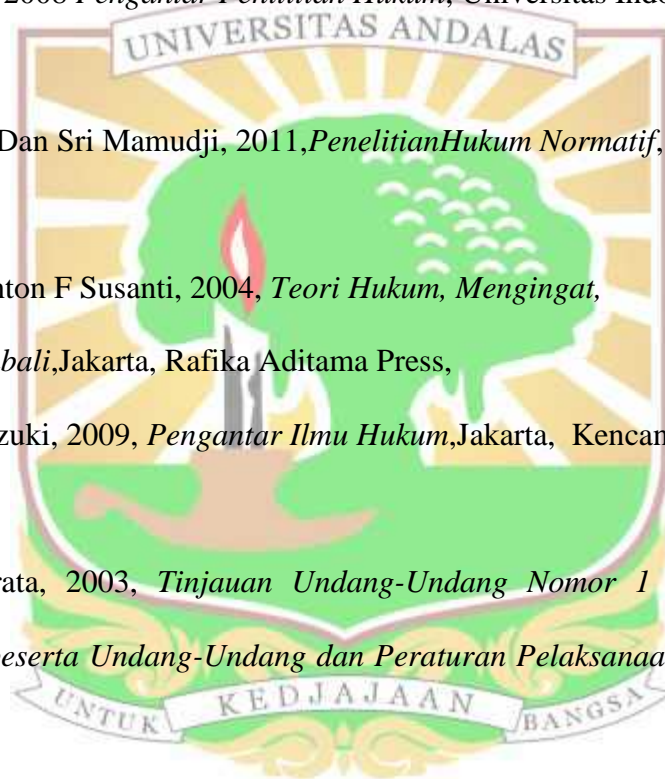 2008 Pengantar Penilitian Hukum, Universitas Indo
UNIVERSITAS ANDALAS
Dan Sri Mamudji, 2011,PenelitianHukum Normatif,
nton F Susanti, 2004, Teori Hukum, Mengingat,
bali,Jakarta, Rafika Aditama Press,
zuki, 2009, Pengantar Ilmu Hukum,Jakarta, Kencan
rata, 2003, Tinjauan Undang-Undang Nomor 1
beserta Undang-Undang dan Peraturan Pelaksanaa
UNTUK KEDJAJAAN BANGSA